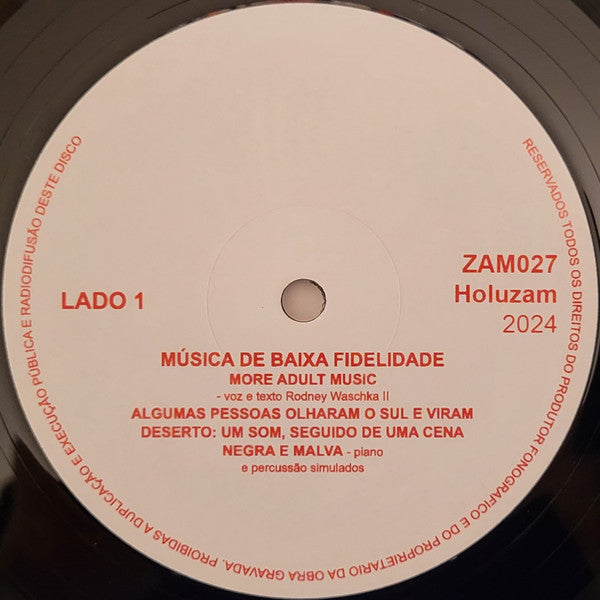 RESERVADOS TODOS OS DIREITOS DO PRODUTOR FONOGRAFICO E DO PROPRIETARIO DA OBRA GRAVADA. PROIBIDAS A DUPLICAÇÃO E EXECUÇÃO PÚBLICA E RADIODIFUSÃO DESTE DISCO
LADO 1
ZAM027
Holuzam
2024
MÚSICA DE BAIXA FIDELIDADE
MORE ADULT MUSIC
- voz e texto Rodney Waschka II
ALGUMAS PESSOAS OLHARAM O SUL E VIRAM
DESERTO: UM SOM, SEGUIDO DE UMA CENA
NEGRA E MALVA - piano
e percussão simulados